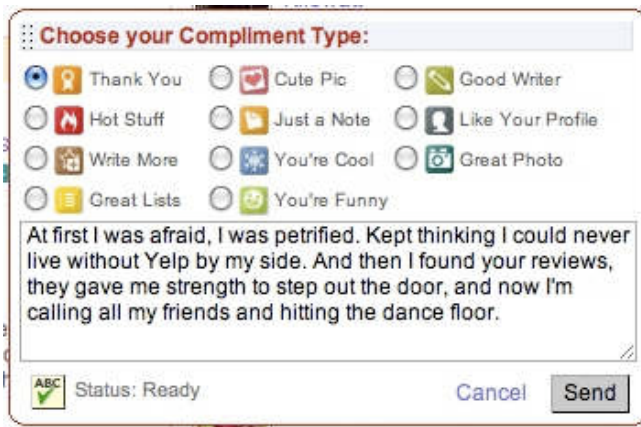 Choose your Compliment Type:
Thank You Cute Pic Good Writer
Hot Stuff Just a Note Like Your Profile
Write More You're Cool Great Photo
Great Lists You're Funny
At first I was afraid, I was petrified. Kept thinking I could never
live without Yelp by my side. And then I found your reviews,
they gave me strength to step out the door, and now I'm
calling all my friends and hitting the dance floor.
ABC Status: Ready Cancel Send